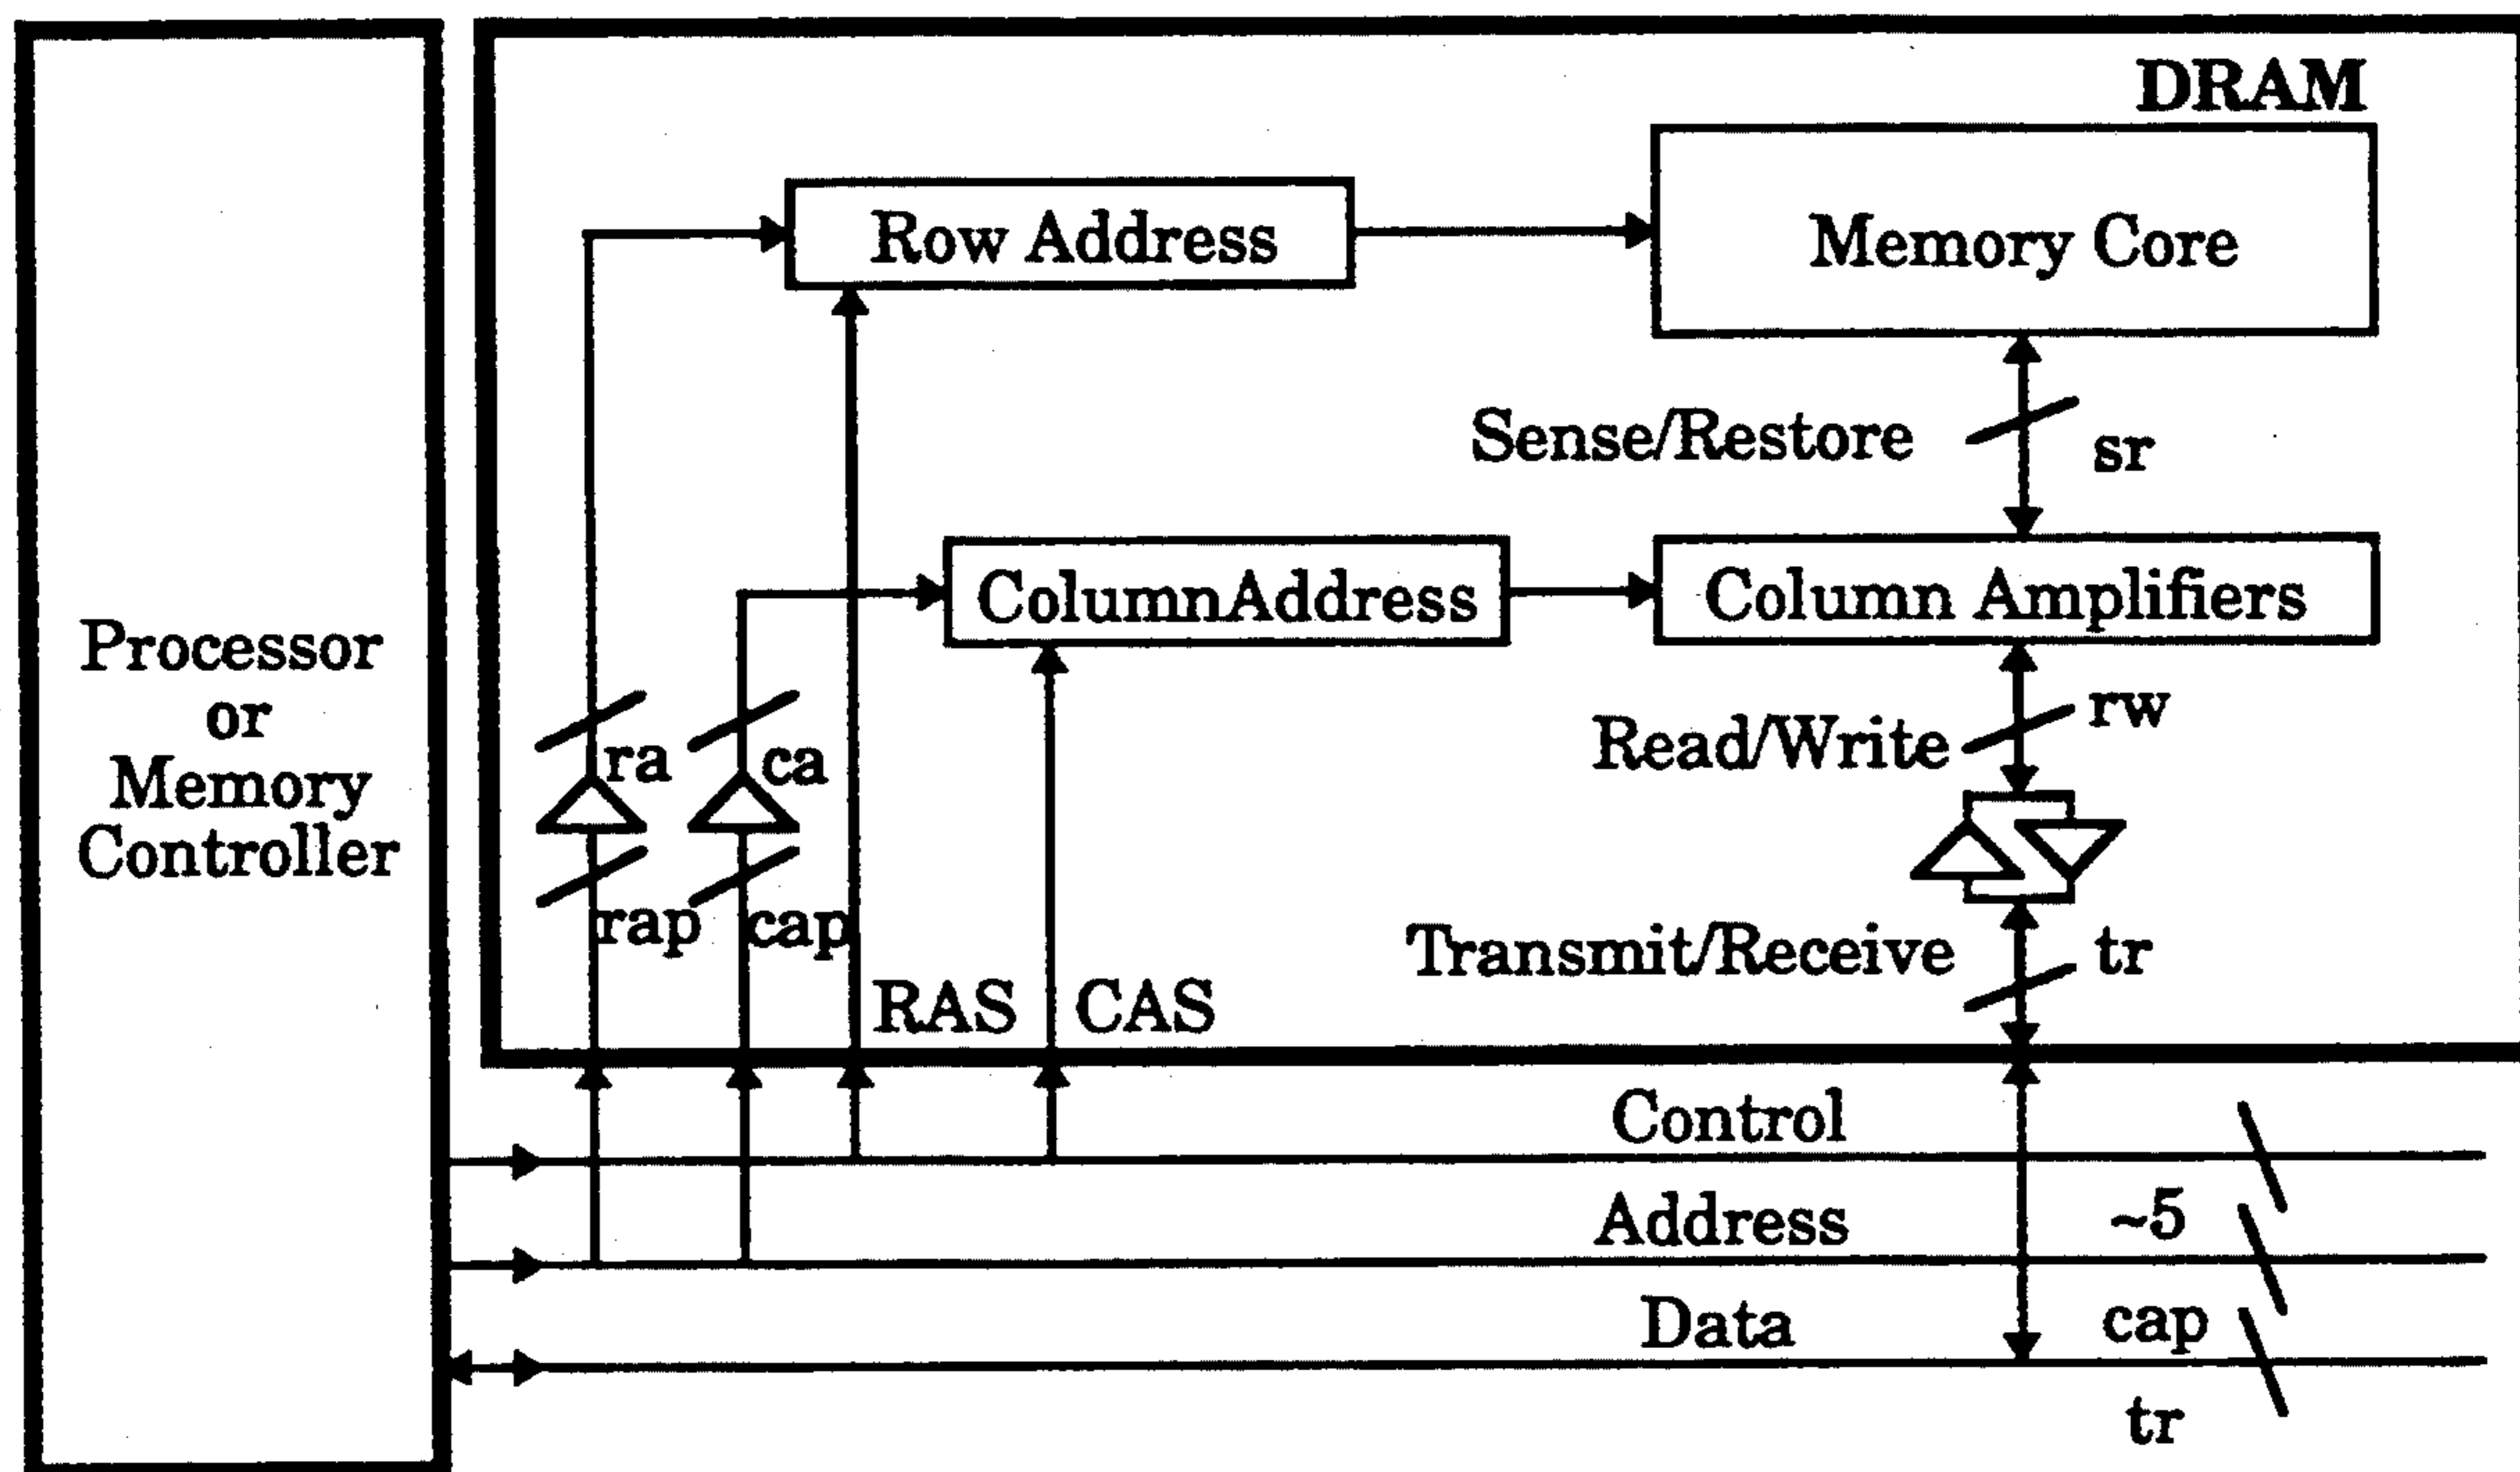 DRAM
Row Address
Memory Core
Sense/Restore
sr
ColumnAddress
Column Amplifiers
Processor
or
Memory
Controller
ra
ca
Read/Write
rw
rap
cap
Transmit/Receive
tr
RAS
CAS
Control
~5
Address
cap
Data
tr